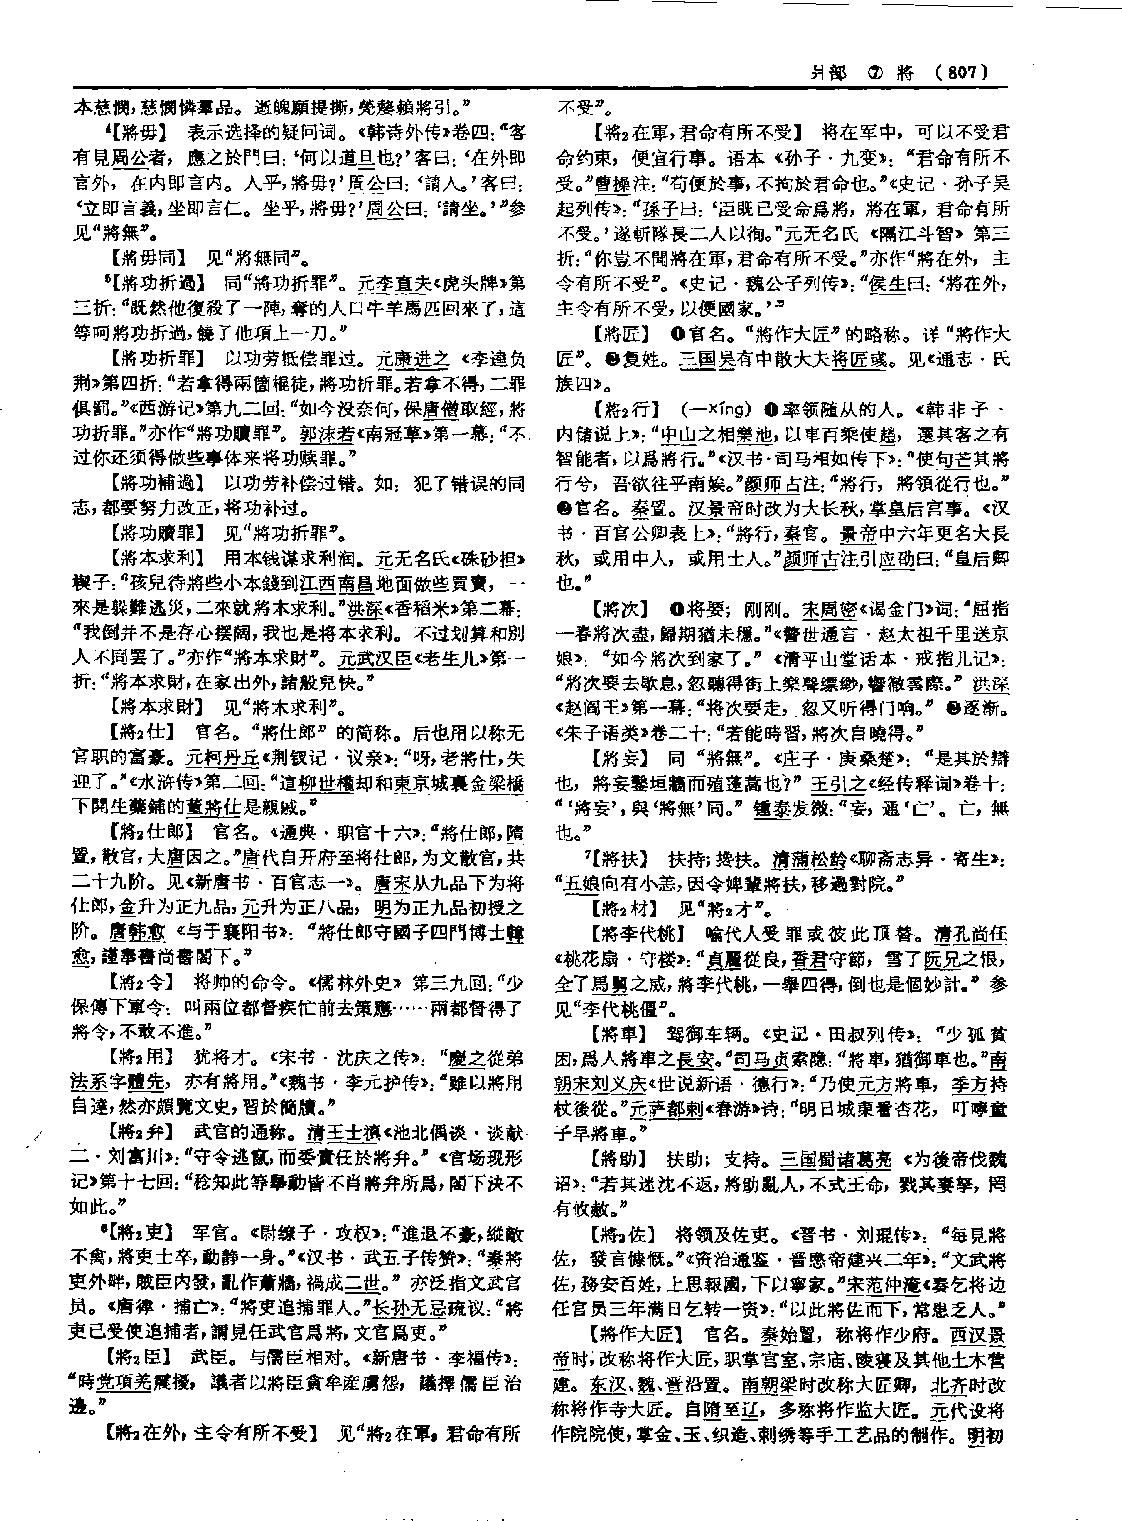 爿部 ⑦ 將 (807)
本慈憫，慈憫憐羣品。逝魄願提撕，煢嫠賴將引。”
⁴【將毋】 表示选择的疑问词。《韩诗外传》卷四：“客
有見周公者，應之於門曰：‘何以道旦也？’客曰：‘在外即
言外，在内即言内。入乎，將毋？’周公曰：‘請入。’客曰：
‘立即言義，坐即言仁。坐乎，將毋？’周公曰：‘請坐。’”参
见“將無”。
【將毋同】 见“將無同”。
⁵【將功折過】 同“將功折罪”。元李直夫《虎头牌》第
三折：“既然他復殺了一陣，奪的人口牛羊馬匹回來了，這
等呵將功折過，饒了他項上一刀。”
【將功折罪】 以功劳抵偿罪过。元康进之《李逵负
荆》第四折：“若拿得兩箇棍徒，將功折罪。若拿不得，二罪
俱罰。”《西游记》第九二回：“如今没奈何，保唐僧取經，將
功折罪。”亦作“將功贖罪”。郭沫若《南冠草》第一幕：“不
过你还须得做些事体来将功赎罪。”
【將功補過】 以功劳补偿过错。如：犯了错误的同
志，都要努力改正，将功补过。
【將功贖罪】 见“將功折罪”。
【將本求利】 用本钱谋求利润。元无名氏《硃砂担》
楔子：“孩兒待將些小本錢到江西南昌地面做些買賣，一
來是躲難逃災，二來就將本求利。”洪深《香稻米》第二幕：
“我倒并不是存心摆阔，我也是将本求利。不过划算和别
人不同罢了。”亦作“將本求財”。元武汉臣《老生儿》第一
折：“將本求財，在家出外，諸般兒快。”
【將本求財】 见“將本求利”。
【將₂仕】 官名。“將仕郎”的简称。后也用以称无
官职的富豪。元柯丹丘《荆钗记·议亲》：“呀，老將仕，失
迎了。”《水浒传》第二回：“這柳世權却和東京城裏金梁橋
下開生藥鋪的董將仕是親戚。”
【將₂仕郎】 官名。《通典·职官十六》：“將仕郎，隋
置，散官，大唐因之。”唐代自开府至将仕郎，为文散官，共
二十九阶。见《新唐书·百官志一》。唐宋从九品下为将
仕郎，金升为正九品，元升为正八品，明为正九品初授之
阶。唐韩愈《与于襄阳书》：“將仕郎守國子四門博士韓
愈，謹奉書尚書閣下。”
【將₂令】 将帅的命令。《儒林外史》第三九回：“少
保傳下軍令：叫兩位都督疾忙前去策應……兩都督得了
將令，不敢不進。”
【將₂用】 犹将才。《宋书·沈庆之传》：“慶之從弟
法系字體先，亦有將用。”《魏书·李元护传》：“雖以將用
自達，然亦頗覽文史，習於簡牘。”
【將₂弁】 武官的通称。清王士禛《池北偶谈·谈献
二·刘富川》：“守令逃竄，而委責任於將弁。”《官场现形
记》第十七回：“稔知此等舉動皆不肖將弁所爲，閣下決不
如此。”
⁶【將₂吏】 军官。《尉缭子·攻权》：“進退不豪，縱敵
不禽，將吏士卒，動静一身。”《汉书·武五子传赞》：“秦將
吏外畔，賊臣内發，亂作蕭牆，禍成二世。”亦泛指文武官
员。《唐律·捕亡》：“將吏追捕罪人。”长孙无忌疏议：“將
吏已受使追捕者，謂見任武官爲將，文官爲吏。”
【將₂臣】 武臣。与儒臣相对。《新唐书·李福传》：
“時党項羌震擾，議者以將臣貪牟產虜怨，議擇儒臣治
邊。”
【將₂在外，主令有所不受】 见“將₂在軍，君命有所
不受”。
【將₂在軍，君命有所不受】 将在军中，可以不受君
命约束，便宜行事。语本《孙子·九变》：“君命有所不
受。”曹操注：“苟便於事，不拘於君命也。”《史记·孙子吴
起列传》：“孫子曰：‘臣既已受命爲將，將在軍，君命有所
不受。’遂斬隊長二人以徇。”元无名氏《隔江斗智》第三
折：“你豈不聞將在軍，君命有所不受。”亦作“將在外，主
令有所不受”。《史记·魏公子列传》：“侯生曰：‘將在外，
主令有所不受，以便國家。’”
【將匠】 ❶官名。“將作大匠”的略称。详“將作大
匠”。❷复姓。三国吴有中散大夫将匠彧。见《通志·氏
族四》。
【將₂行】 （—xíng）❶率领随从的人。《韩非子·
内储说上》：“中山之相樂池，以車百乘使趙，選其客之有
智能者，以爲將行。”《汉书·司马相如传下》：“使句芒其將
行兮，吾欲往乎南娭。”颜师古注：“將行，將領從行也。”
❷官名。秦置。汉景帝时改为大长秋，掌皇后宫事。《汉
书·百官公卿表上》：“將行，秦官。景帝中六年更名大長
秋，或用中人，或用士人。”颜师古注引应劭曰：“皇后卿
也。”
【將次】 ❶将要；刚刚。宋周密《谒金门》词：“屈指
一春將次盡，歸期猶未穩。”《警世通言·赵太祖千里送京
娘》：“如今將次到家了。”《清平山堂话本·戒指儿记》：
“將次要去歇息，忽聽得街上樂聲縹緲，響徹雲際。”洪深
《赵阎王》第一幕：“将次要走，忽又听得门响。”❷逐渐。
《朱子语类》卷二十：“若能時習，將次自曉得。”
【將妄】 同“將無”。《庄子·庚桑楚》：“是其於辯
也，將妄鑿垣牆而殖蓬蒿也？”王引之《经传释词》卷十：
“‘將妄’，與‘將無’同。”鍾泰发微：“妄，通‘亡’。亡，無
也。”
⁷【將扶】 扶持；搀扶。清蒲松龄《聊斋志异·寄生》：
“五娘向有小恙，因令婢輩將扶，移過對院。”
【將₂材】 见“將₂才”。
【將李代桃】 喻代人受罪或彼此顶替。清孔尚任
《桃花扇·守楼》：“貞麗從良，香君守節，雪了阮兄之恨，
全了馬舅之威，將李代桃，一舉四得，倒也是個妙計。”参
见“李代桃僵”。
【將車】 驾御车辆。《史记·田叔列传》：“少孤貧
困，爲人將車之長安。”司马贞索隐：“將車，猶御車也。”南
朝宋刘义庆《世说新语·德行》：“乃使元方將車，季方持
杖後從。”元萨都剌《春游》诗：“明日城東看杏花，叮嚀童
子早將車。”
【將助】 扶助；支持。三国蜀诸葛亮《为後帝伐魏
诏》：“若其迷沈不返，將助亂人，不式王命，戮其妻孥，罔
有攸赦。”
【將₂佐】 将领及佐吏。《晋书·刘琨传》：“每見將
佐，發言慷慨。”《资治通鉴·晋愍帝建兴二年》：“文武將
佐，務安百姓，上思報國，下以寧家。”宋范仲淹《奏乞将边
任官员三年满日乞转一资》：“以此將佐而下，常患乏人。”
【將作大匠】 官名。秦始置，称将作少府。西汉景
帝时，改称将作大匠，职掌宫室、宗庙、陵寝及其他土木营
建。东汉、魏、晋沿置。南朝梁时改称大匠卿，北齐时改
称将作寺大匠。自隋至辽，多称将作监大匠。元代设将
作院院使，掌金、玉、织造、刺绣等手工艺品的制作。明初